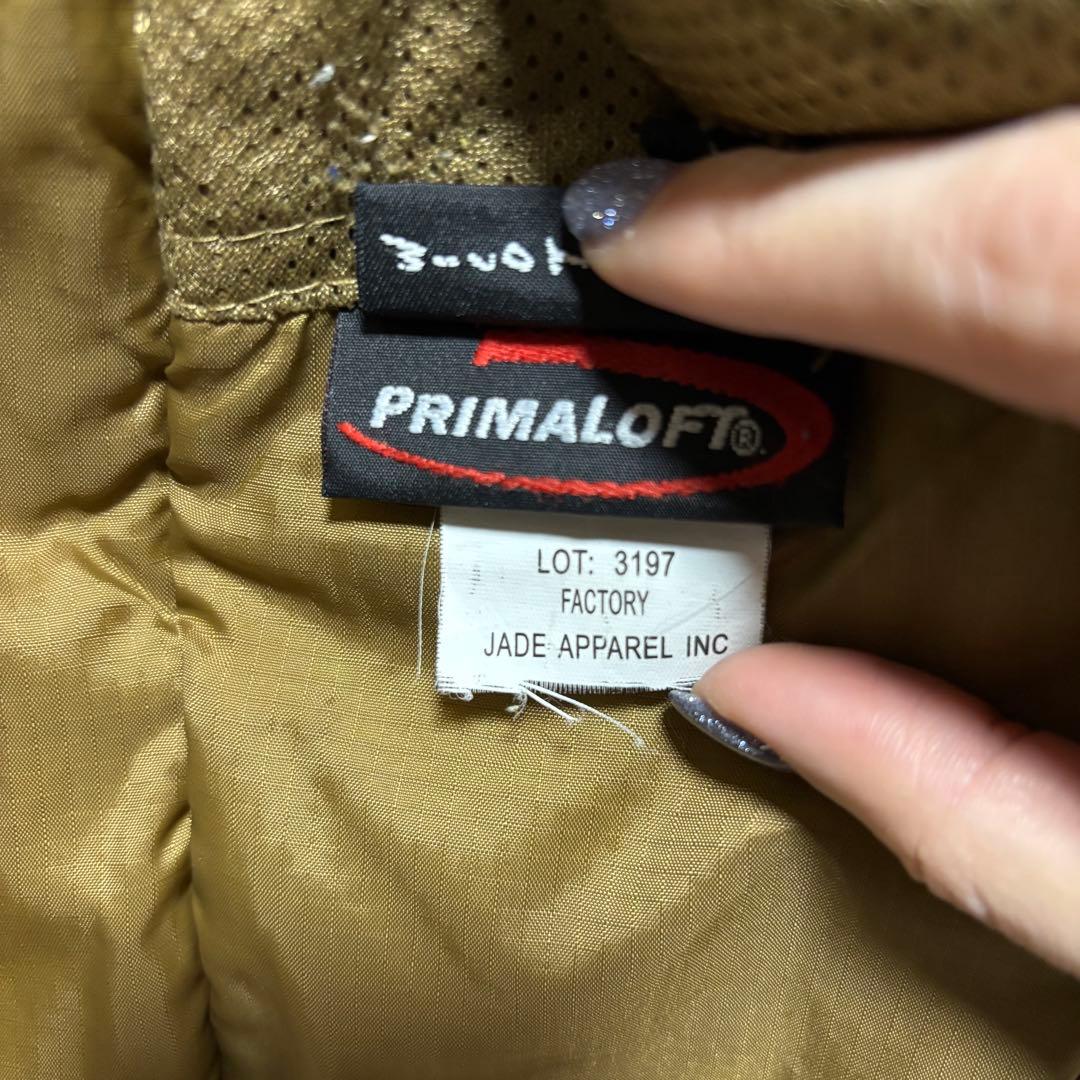 PRIMALOFT®
LOT: 3197
FACTORY
JADE APPAREL INC